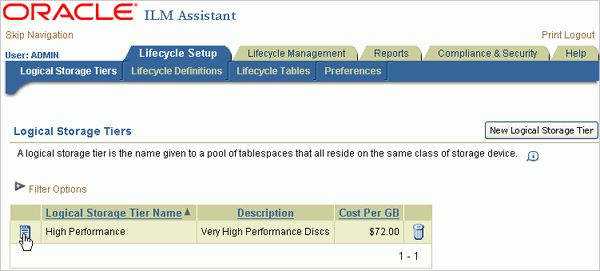 ORACLE ILM Assistant
Skip Navigation Print Logout
User: ADMIN Lifecycle Setup Lifecycle Management Reports Compliance & Security Help
Logical Storage Tiers Lifecycle Definitions Lifecycle Tables Preferences
Logical Storage Tiers New Logical Storage Tier
A logical storage tier is the name given to a pool of tablespaces that all reside on the same class of storage device.
Filter Options
Logical Storage Tier Name Description Cost Per GB
High Performance Very High Performance Discs $72.00
1 - 1